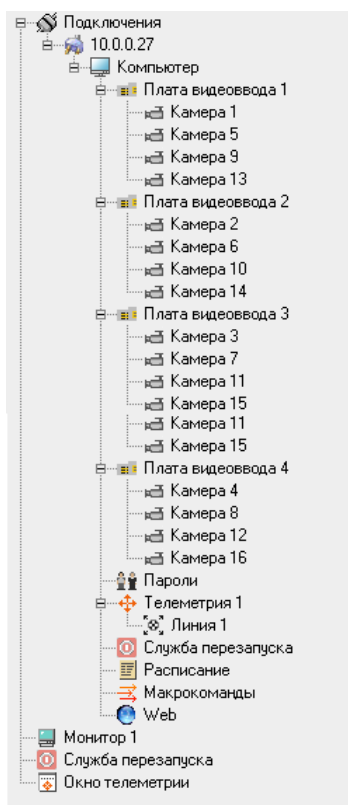 Подключения
10.0.0.27
Компьютер
Плата видеоввода 1
Камера 1
Камера 5
Камера 9
Камера 13
Плата видеоввода 2
Камера 2
Камера 6
Камера 10
Камера 14
Плата видеоввода 3
Камера 3
Камера 7
Камера 11
Камера 15
Камера 11
Камера 15
Плата видеоввода 4
Камера 4
Камера 8
Камера 12
Камера 16
Пароли
Телеметрия 1
Линия 1
Служба перезапуска
Расписание
Макрокоманды
Web
Монитор 1
Служба перезапуска
Окно телеметрии